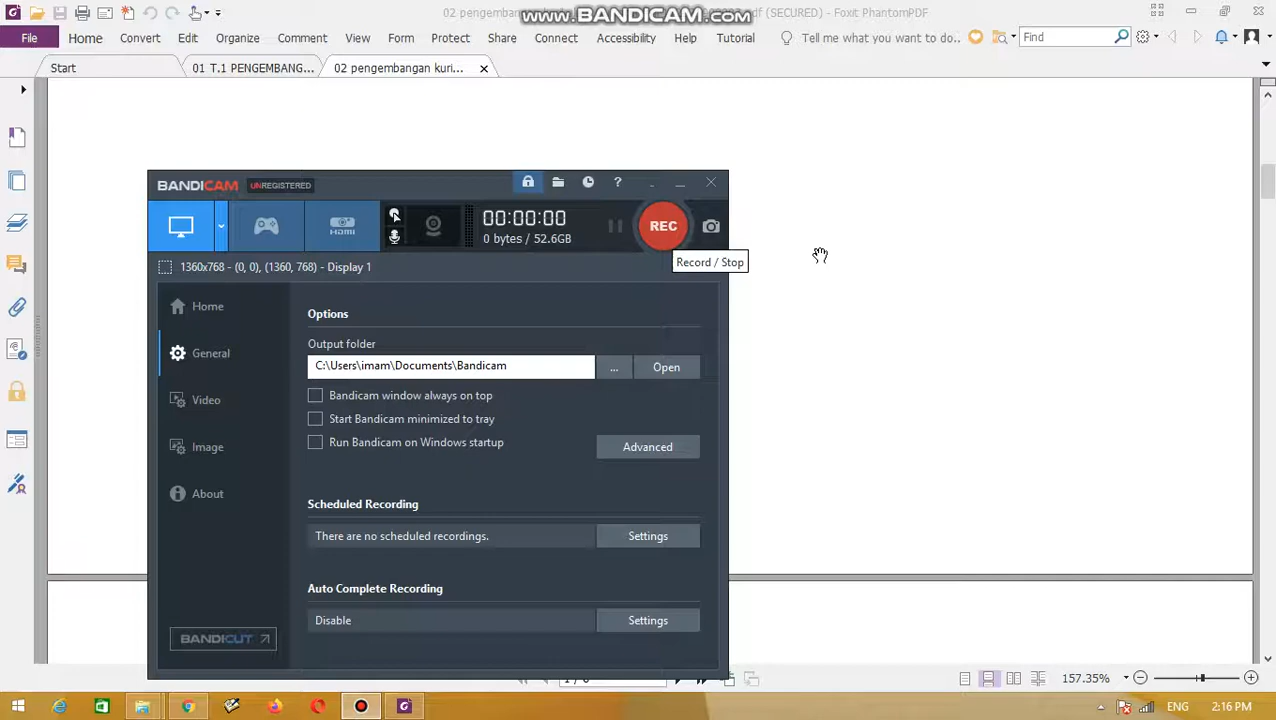 02 pengemban
www.BANDICAM.com
df (SECURED) - Foxit PhantomPDF
File Home Convert Edit Organize Comment View Form Protect Share Connect Accessibility Help Tutorial Tell me what you want to do.. Find
Start 01 T.1 PENGEMBANG... 02 pengembangan kuri...
BANDICAM UNREGISTERED
HDMI
00:00:00
0 bytes / 52.6GB
REC
Record / Stop
1360x768 - (0, 0), (1360, 768) - Display 1
Home
General
Video
Image
About
BANDICUT
Options
Output folder
C:\Users\imam\Documents\Bandicam ... Open
Bandicam window always on top
Start Bandicam minimized to tray
Run Bandicam on Windows startup
Advanced
Scheduled Recording
There are no scheduled recordings. Settings
Auto Complete Recording
Disable Settings
157.35%
ENG 2:16 PM